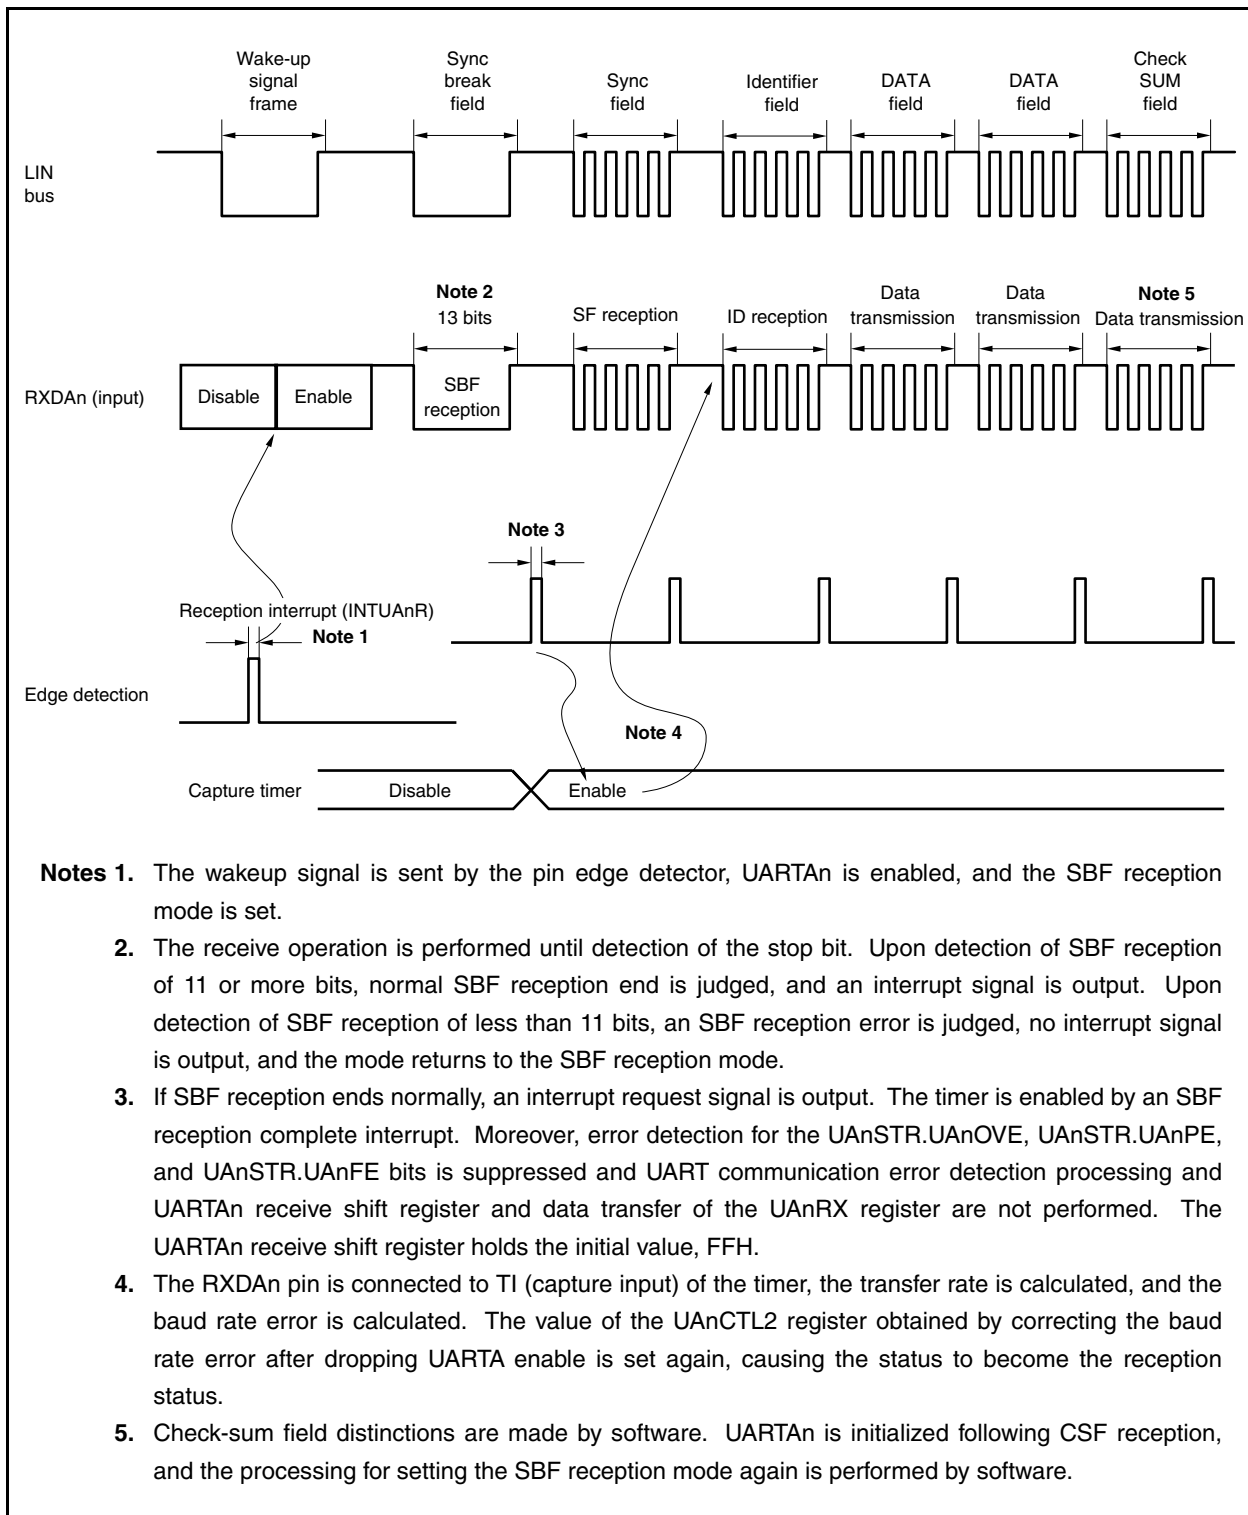 Wake-up
signal
frame
Sync
break
field
Sync
field
Identifier
field
DATA
field
DATA
field
Check
SUM
field
LIN
bus
Note 2
13 bits
SF reception
ID reception
Data
transmission
Data
transmission
Note 5
Data transmission
RXDAn (input)
Disable
Enable
SBF
reception
Note 3
Reception interrupt (INTUAnR)
Note 1
Edge detection
Note 4
Capture timer
Disable
Enable
Notes 1. The wakeup signal is sent by the pin edge detector, UARTAn is enabled, and the SBF reception
mode is set.
2. The receive operation is performed until detection of the stop bit. Upon detection of SBF reception
of 11 or more bits, normal SBF reception end is judged, and an interrupt signal is output. Upon
detection of SBF reception of less than 11 bits, an SBF reception error is judged, no interrupt signal
is output, and the mode returns to the SBF reception mode.
3. If SBF reception ends normally, an interrupt request signal is output. The timer is enabled by an SBF
reception complete interrupt. Moreover, error detection for the UAnSTR.UAnOVE, UAnSTR.UAnPE,
and UAnSTR.UAnFE bits is suppressed and UART communication error detection processing and
UARTAn receive shift register and data transfer of the UAnRX register are not performed. The
UARTAn receive shift register holds the initial value, FFH.
4. The RXDAn pin is connected to TI (capture input) of the timer, the transfer rate is calculated, and the
baud rate error is calculated. The value of the UAnCTL2 register obtained by correcting the baud
rate error after dropping UARTA enable is set again, causing the status to become the reception
status.
5. Check-sum field distinctions are made by software. UARTAn is initialized following CSF reception,
and the processing for setting the SBF reception mode again is performed by software.